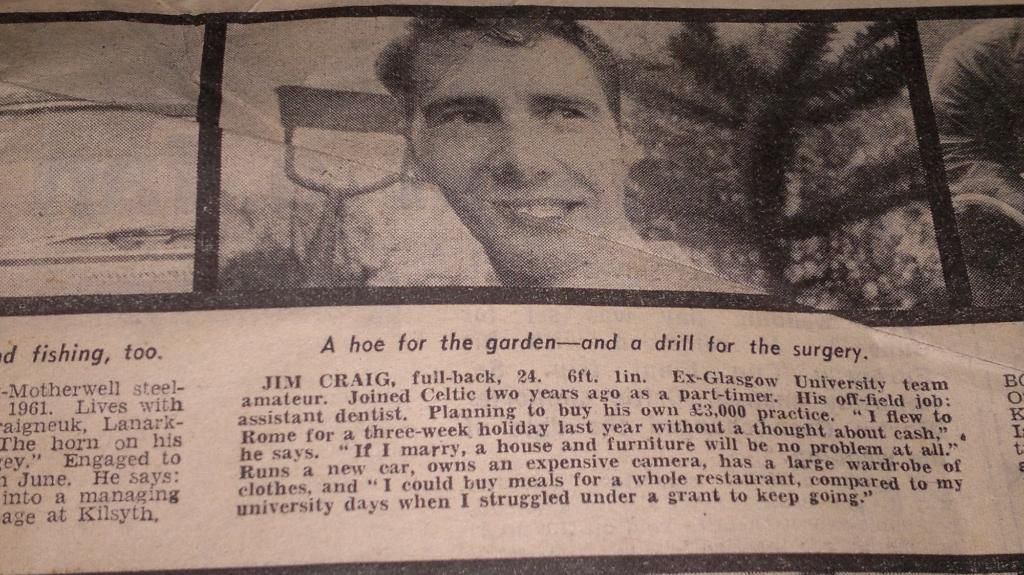 d fishing, too.
-Motherwell steel-
1961. Lives with
raigneuk, Lanark-
The horn on his
gey." Engaged to
n June. He says:
into a managing
age at Kilsyth,
A hoe for the garden—and a drill for the surgery.
JIM CRAIG, full-back, 24. 6ft. 1in. Ex-Glasgow University team
amateur. Joined Celtic two years ago as a part-timer. His off-field job:
assistant dentist. Planning to buy his own £3,000 practice. "I flew to
Rome for a three-week holiday last year without a thought about cash,"
he says. "If I marry, a house and furniture will be no problem at all."
Runs a new car, owns an expensive camera, has a large wardrobe of
clothes, and "I could buy meals for a whole restaurant, compared to my
university days when I struggled under a grant to keep going."